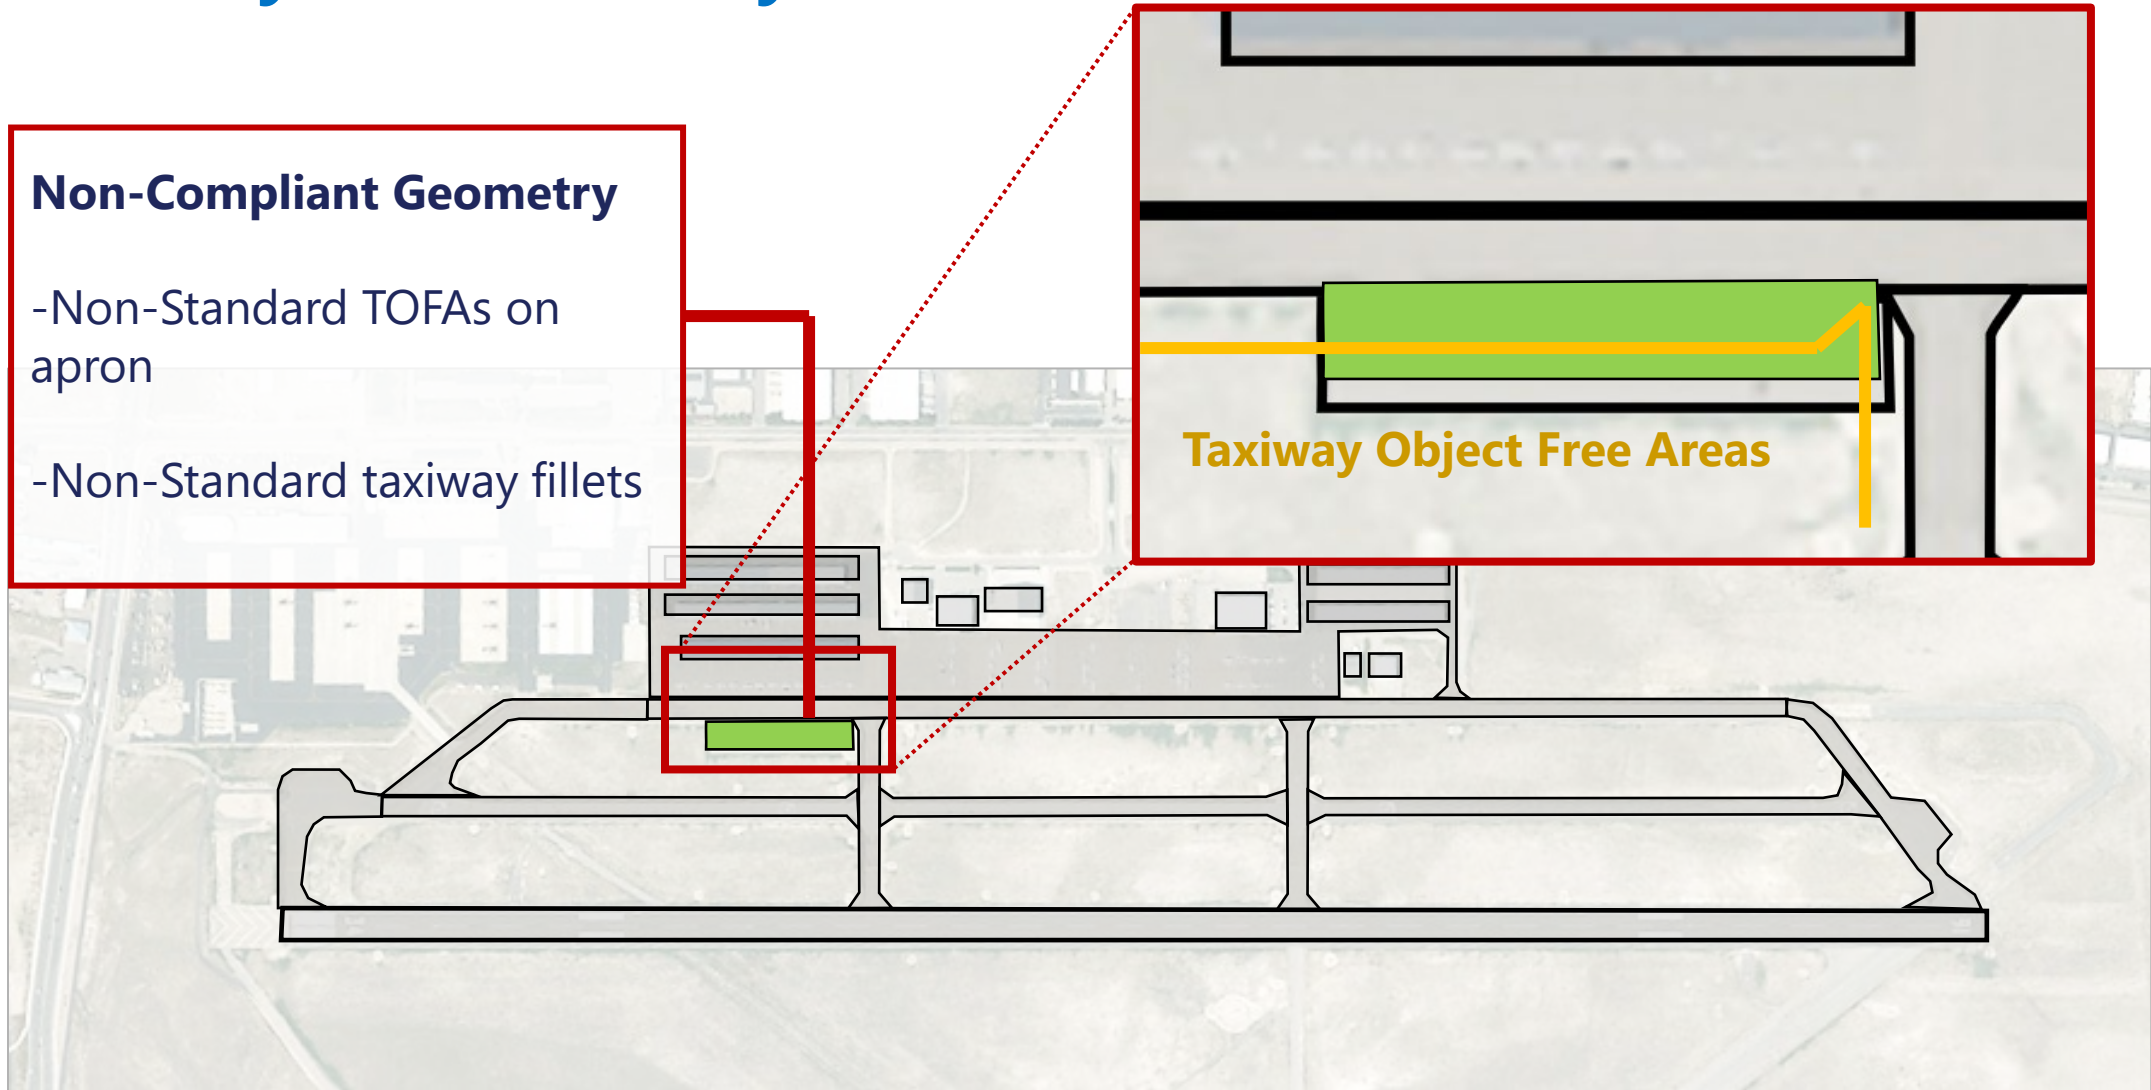 Non-Compliant Geometry
-Non-Standard TOFAs on
apron
-Non-Standard taxiway fillets
Taxiway Object Free Areas